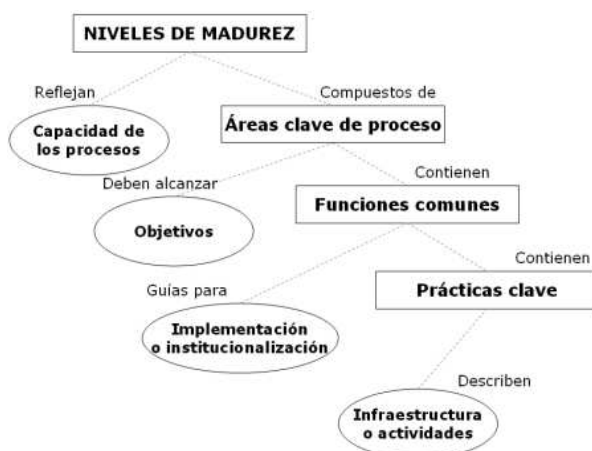 NIVELES DE MADUREZ
Reflejan
Compuestos de
Capacidad de
los procesos
Áreas clave de proceso
Deben alcanzar
Contienen
Objetivos
Funciones comunes
Guías para
Contienen
Implementación
o institucionalización
Prácticas clave
Describen
Infraestructura
o actividades